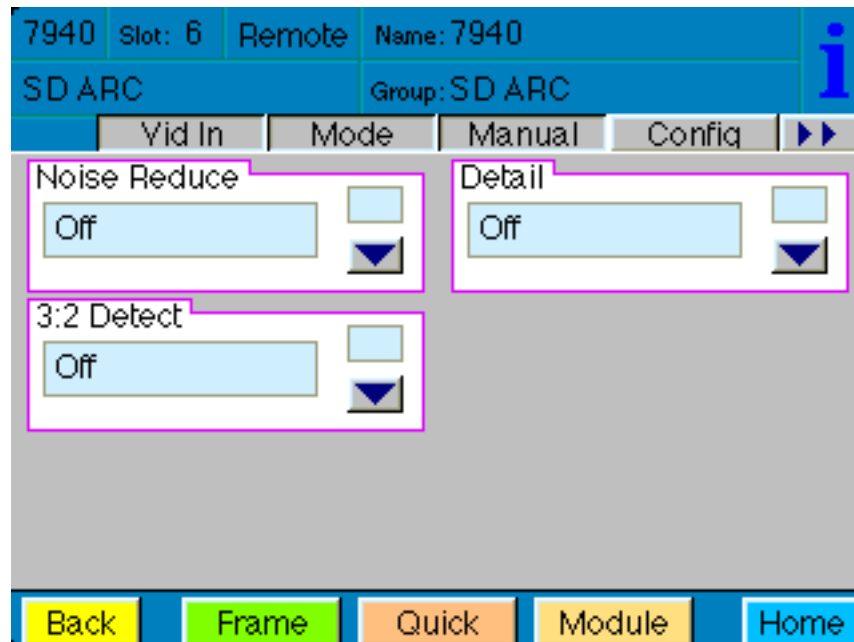 7940 Slot: 6 Remote Name: 7940
SD ARC Group: SD ARC
Vid In Mode Manual Config
Noise Reduce Detail
Off Off
3:2 Detect
Off
Back Frame Quick Module Home